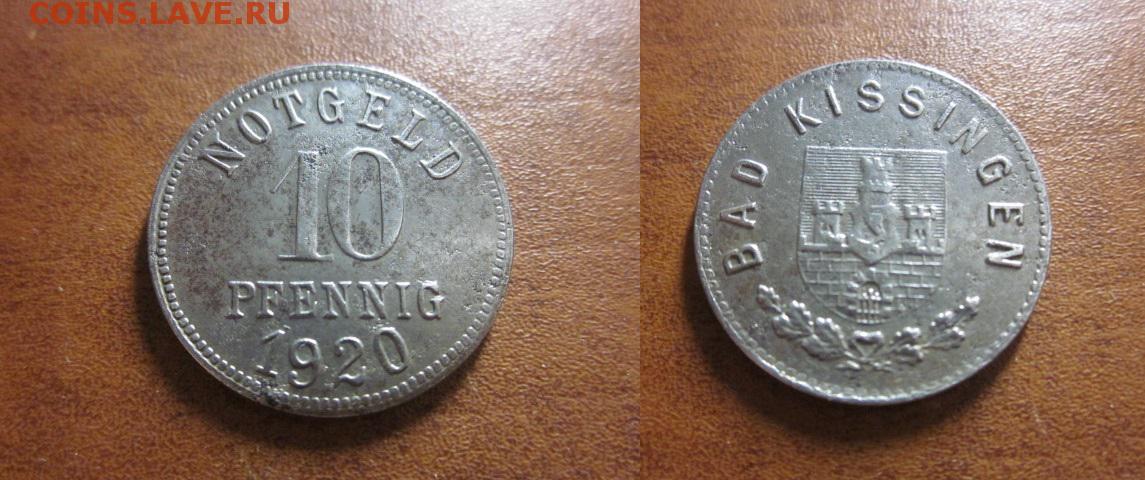 COINS.LAVE.RU
NOTGELD
10
PFENNIG
1920
BAD KISSINGEN